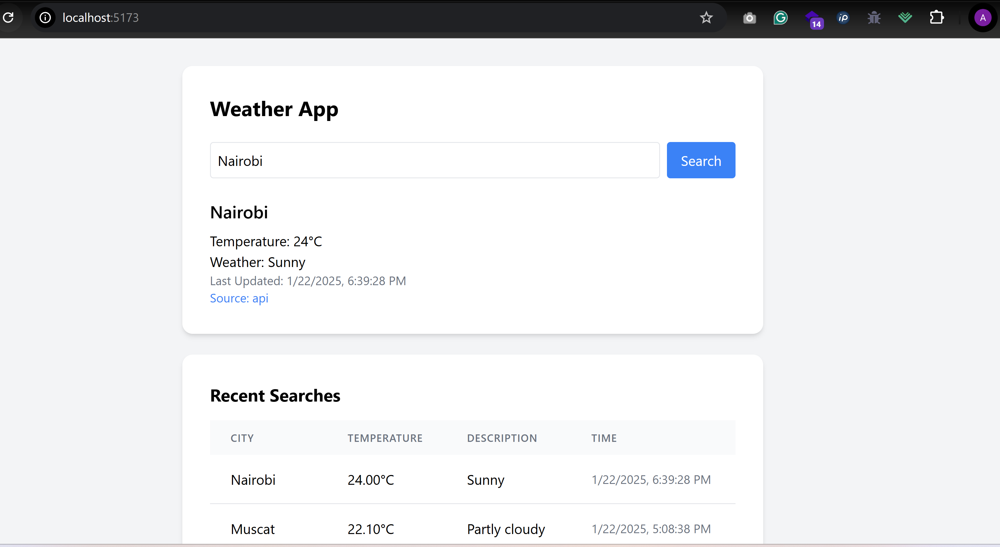 localhost:5173
14
ip
A
Weather App
Nairobi
Search
Nairobi
Temperature: 24°C
Weather: Sunny
Last Updated: 1/22/2025, 6:39:28 PM
Source: api
Recent Searches
CITY TEMPERATURE DESCRIPTION TIME
Nairobi 24.00°C Sunny 1/22/2025, 6:39:28 PM
Muscat 22.10°C Partly cloudy 1/22/2025, 5:08:38 PM